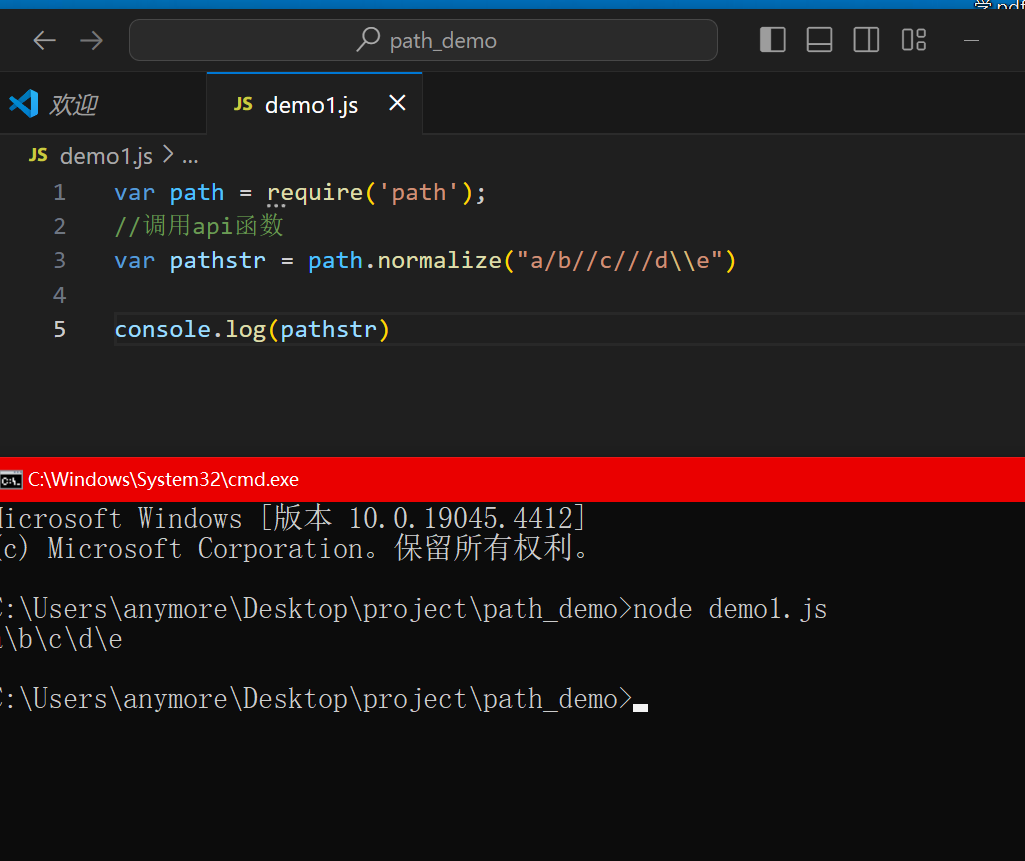 path_demo
欢迎
JS demo1.js
JS demo1.js > ...
1 var path = require('path');
2 //调用api函数
3 var pathstr = path.normalize("a/b//c///d\\e")
4
5 console.log(pathstr)
C:\Windows\System32\cmd.exe
Microsoft Windows [版本 10.0.19045.4412]
(c) Microsoft Corporation。保留所有权利。
C:\Users\anymore\Desktop\project\path_demo>node demo1.js
a\b\c\d\e
C:\Users\anymore\Desktop\project\path_demo>